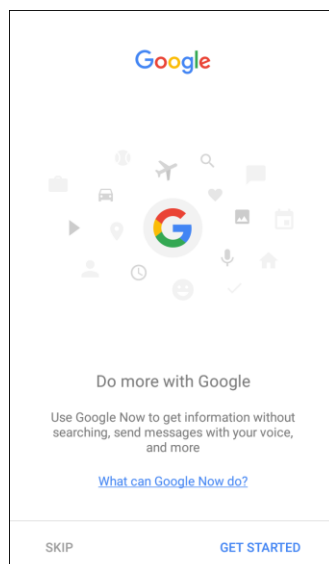 Google
G
Do more with Google
Use Google Now to get information without
searching, send messages with your voice,
and more
What can Google Now do?
SKIP
GET STARTED